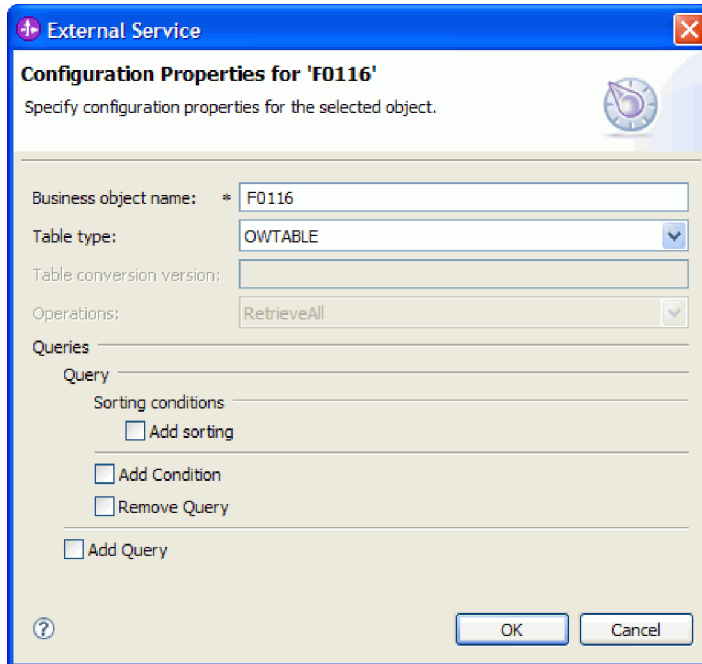 External Service
Configuration Properties for 'F0116'
Specify configuration properties for the selected object.
Business object name: * F0116
Table type: OWTABLE
Table conversion version:
Operations: RetrieveAll
Queries
Query
Sorting conditions
Add sorting
Add Condition
Remove Query
Add Query
? OK Cancel